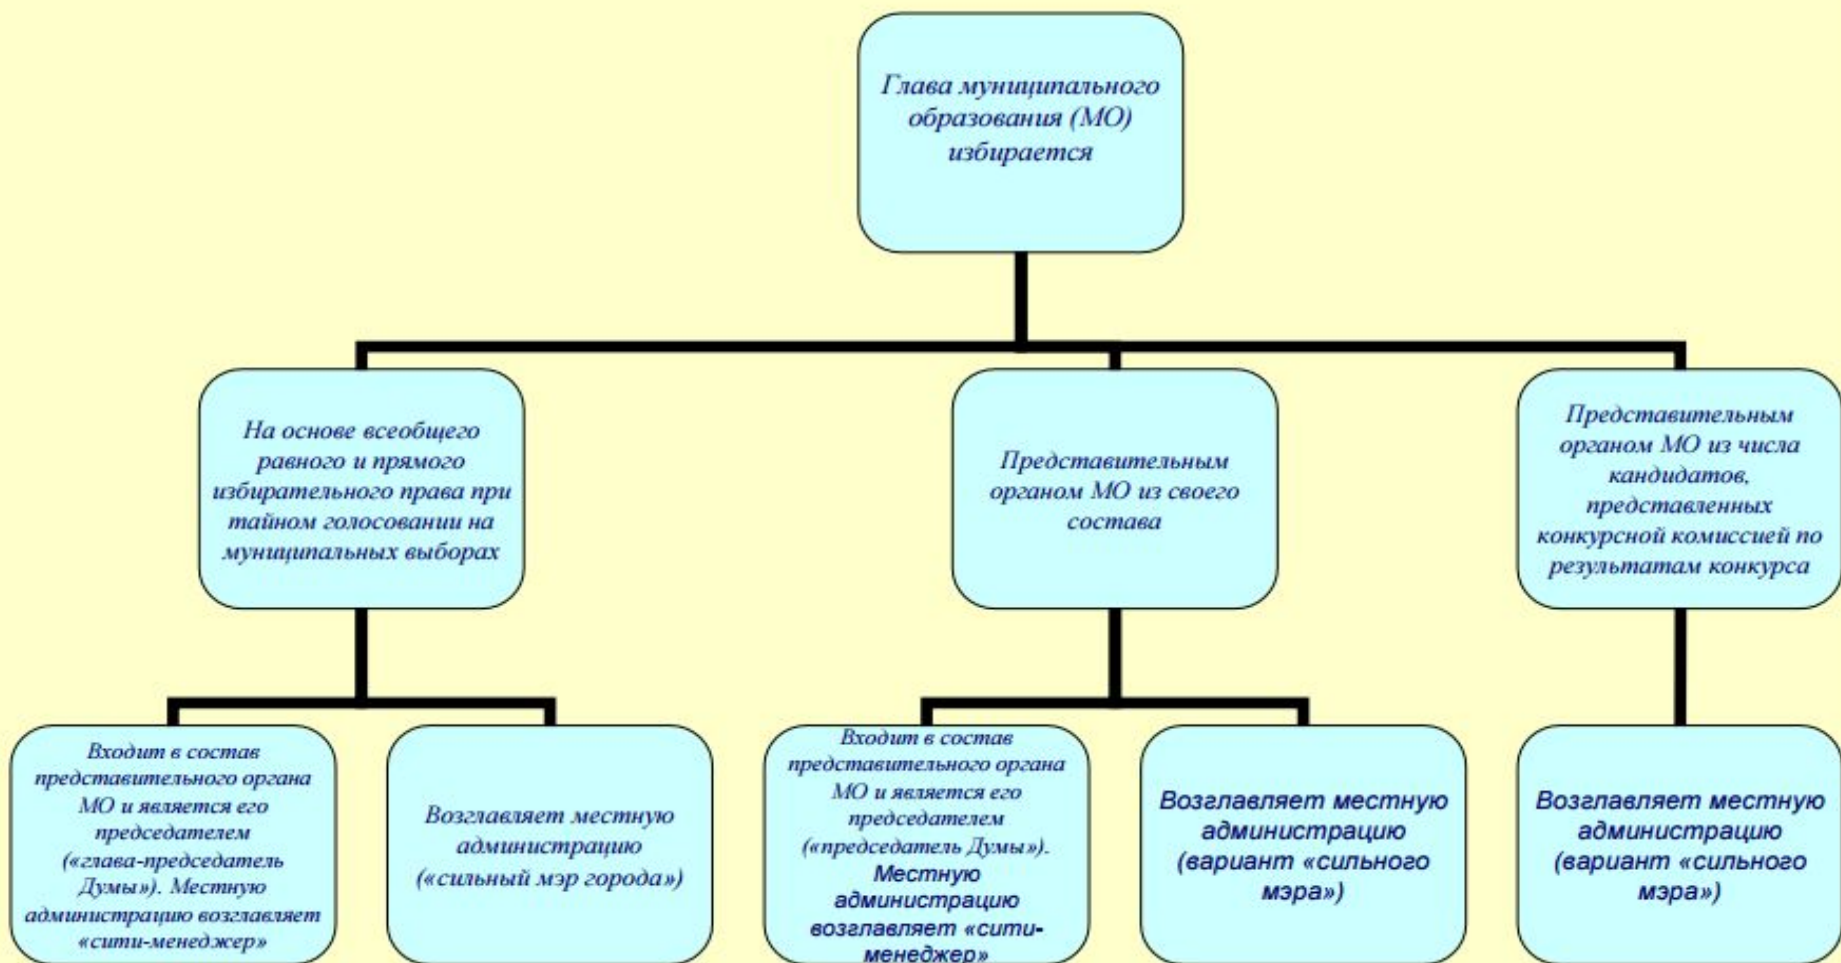 Глава муниципального
образования (МО)
избирается
На основе всеобщего
равного и прямого
избирательного права при
тайном голосовании на
муниципальных выборах
Представительным
органом МО из своего
состава
Представительным
органом МО из числа
кандидатов,
представленных
конкурсной комиссией по
результатам конкурса
Входит в состав
представительного органа
МО и является его
председателем
(«глава-председатель
Думы»). Местную
администрацию возглавляет
«сити-менеджер»
Возглавляет местную
администрацию
(«сильный мэр города»)
Входит в состав
представительного органа
МО и является его
председателем
(«председатель Думы»).
Местную
администрацию
возглавляет «сити-
менеджер»
Возглавляет местную
администрацию
(вариант «сильного
мэра»)
Возглавляет местную
администрацию
(вариант «сильного
мэра»)